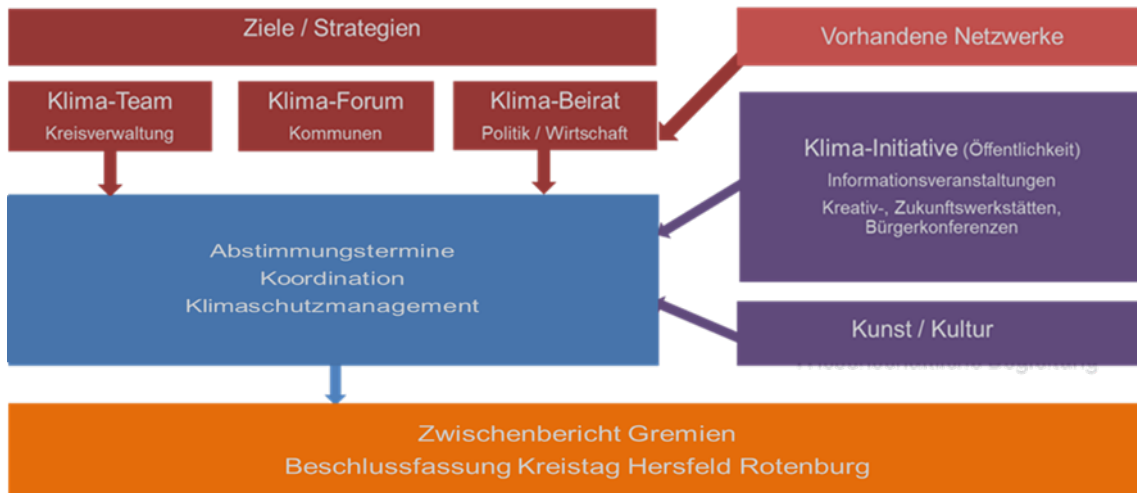 Ziele / Strategien
Vorhandene Netzwerke
Klima-Team
Kreisverwaltung
Klima-Forum
Kommunen
Klima-Beirat
Politik / Wirtschaft
Klima-Initiative (Öffentlichkeit)
Informationsveranstaltungen
Kreativ-, Zukunftswerkstätten,
Bürgerkonferenzen
Abstimmungstermine
Koordination
Klimaschutzmanagement
Kunst / Kultur
Zwischenbericht Gremien
Beschlussfassung Kreistag Hersfeld Rotenburg